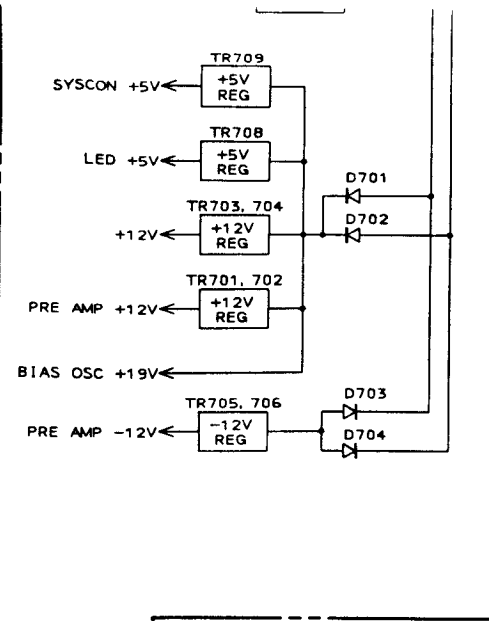 TR709
SYSCON +5V
+5V
REG
TR708
LED +5V
+5V
REG
D701
TR703, 704
+12V
+12V
REG
D702
TR701, 702
PRE AMP +12V
+12V
REG
BIAS OSC +19V
D703
TR705, 706
PRE AMP -12V
-12V
REG
D704